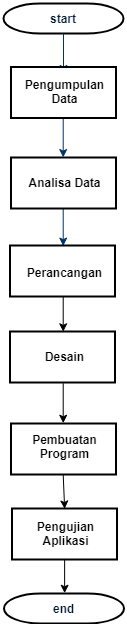 start
Pengumpulan
Data
Analisa Data
Perancangan
Desain
Pembuatan
Program
Pengujian
Aplikasi
end